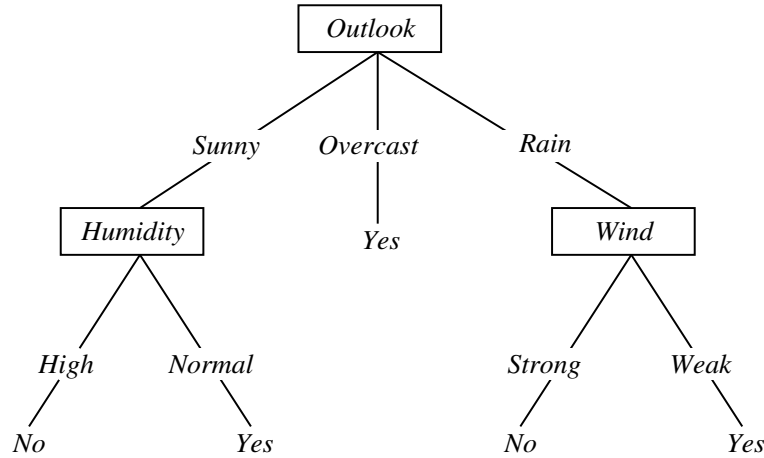 Outlook
Sunny Overcast Rain
Humidity Yes Wind
High Normal Strong Weak
No Yes No Yes